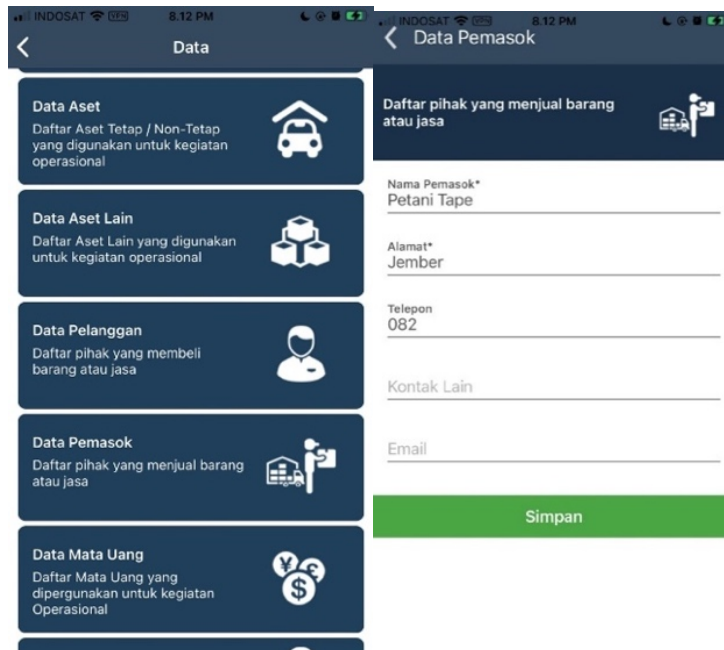 INDOSAT VPN 8.12 PM
Data
Data Aset
Daftar Aset Tetap / Non-Tetap
yang digunakan untuk kegiatan
operasional
Data Aset Lain
Daftar Aset Lain yang digunakan
untuk kegiatan operasional
Data Pelanggan
Daftar pihak yang membeli
barang atau jasa
Data Pemasok
Daftar pihak yang menjual barang
atau jasa
Data Mata Uang
Daftar Mata Uang yang
dipergunakan untuk kegiatan
Operasional
INDOSAT VPN 8.12 PM
Data Pemasok
Daftar pihak yang menjual barang
atau jasa
Nama Pemasok*
Petani Tape
Alamat*
Jember
Telepon
082
Kontak Lain
Email
Simpan